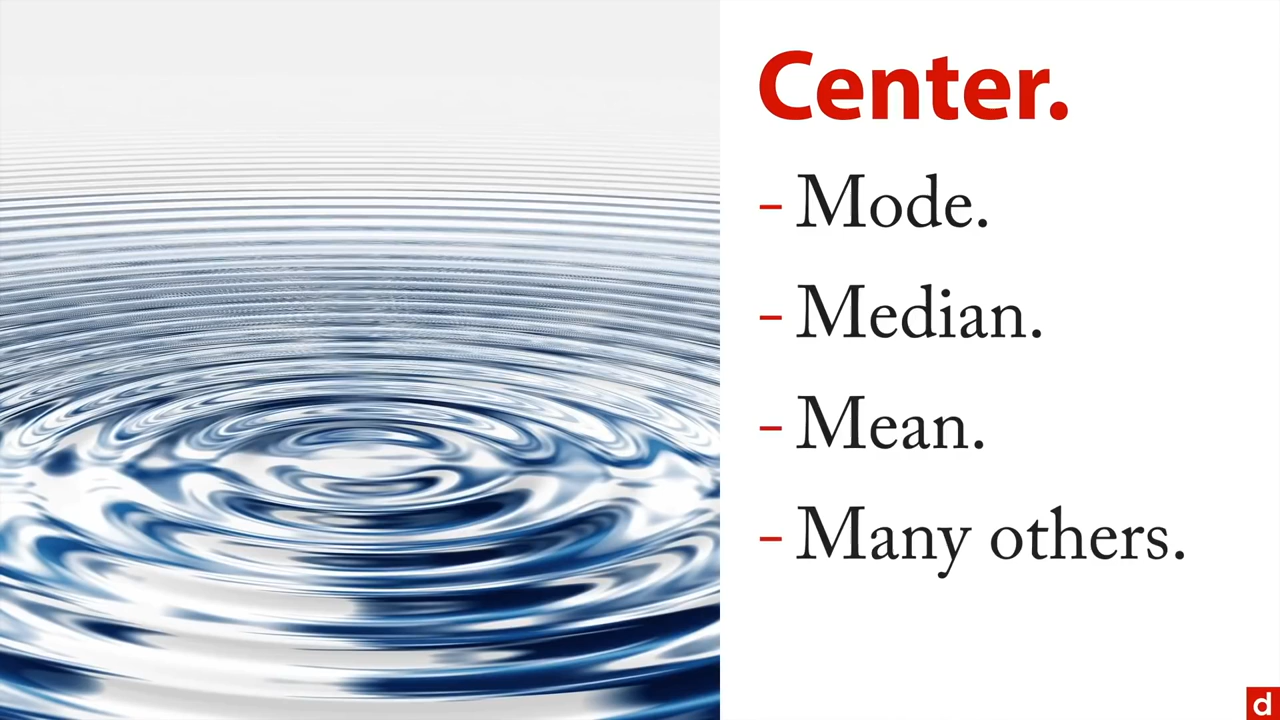 Center.
- Mode.
- Median.
- Mean.
- Many others.
d